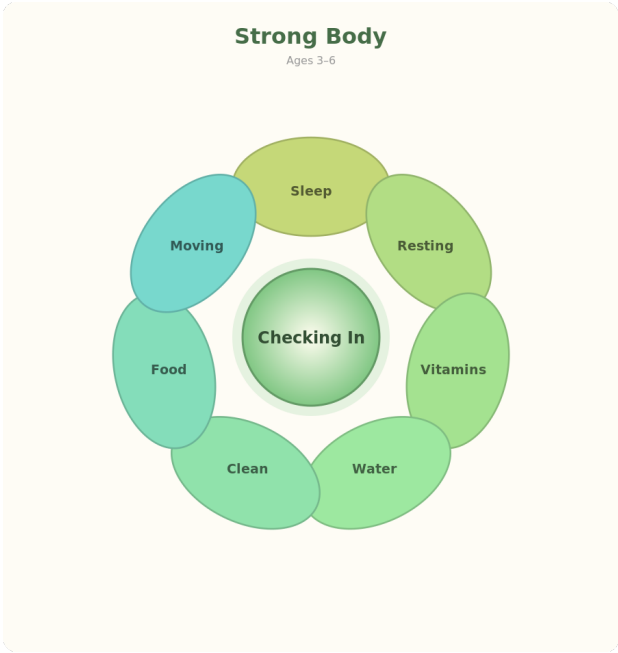 Strong Body
Ages 3–6
Sleep
Resting
Vitamins
Water
Clean
Food
Moving
Checking In